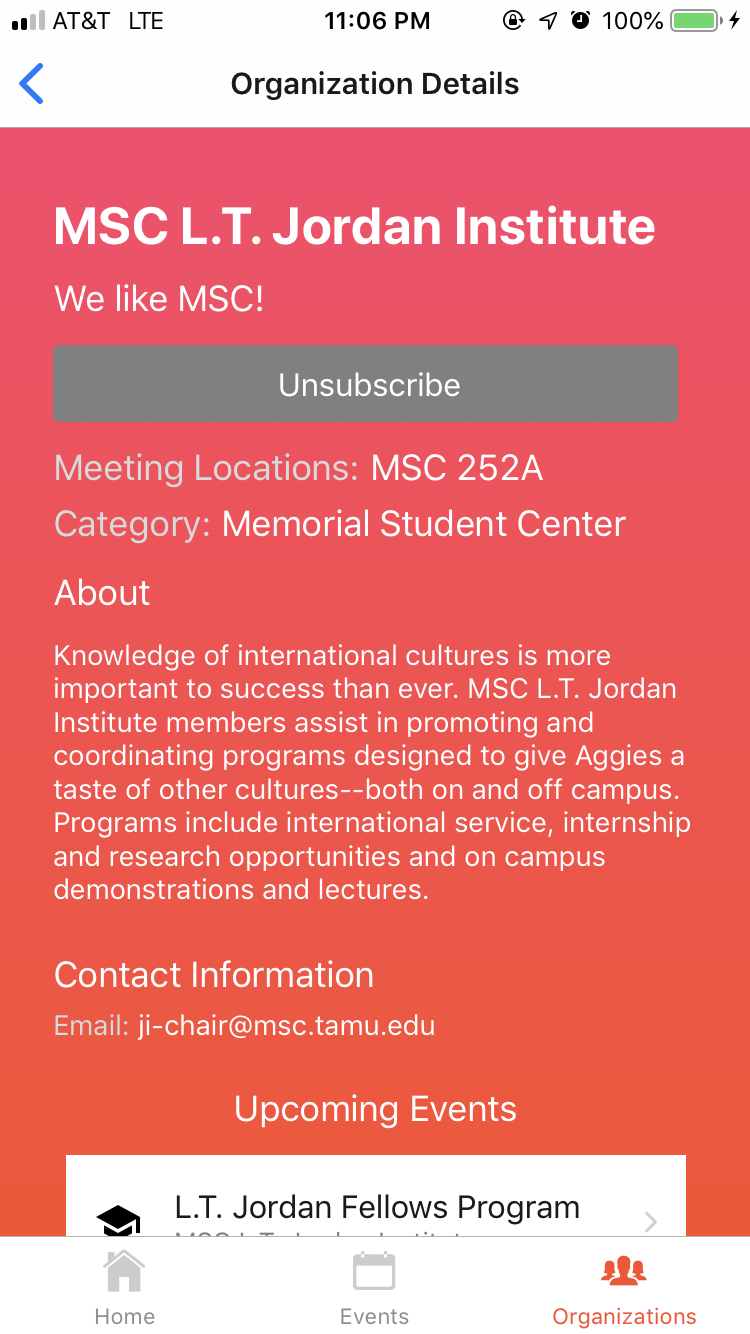 AT&T LTE 11:06 PM 100%
Organization Details
MSC L.T. Jordan Institute
We like MSC!
Unsubscribe
Meeting Locations: MSC 252A
Category: Memorial Student Center
About
Knowledge of international cultures is more
important to success than ever. MSC L.T. Jordan
Institute members assist in promoting and
coordinating programs designed to give Aggies a
taste of other cultures--both on and off campus.
Programs include international service, internship
and research opportunities and on campus
demonstrations and lectures.
Contact Information
Email: ji-chair@msc.tamu.edu
Upcoming Events
L.T. Jordan Fellows Program
MSC L.T. Jordan Institute
Home Events Organizations